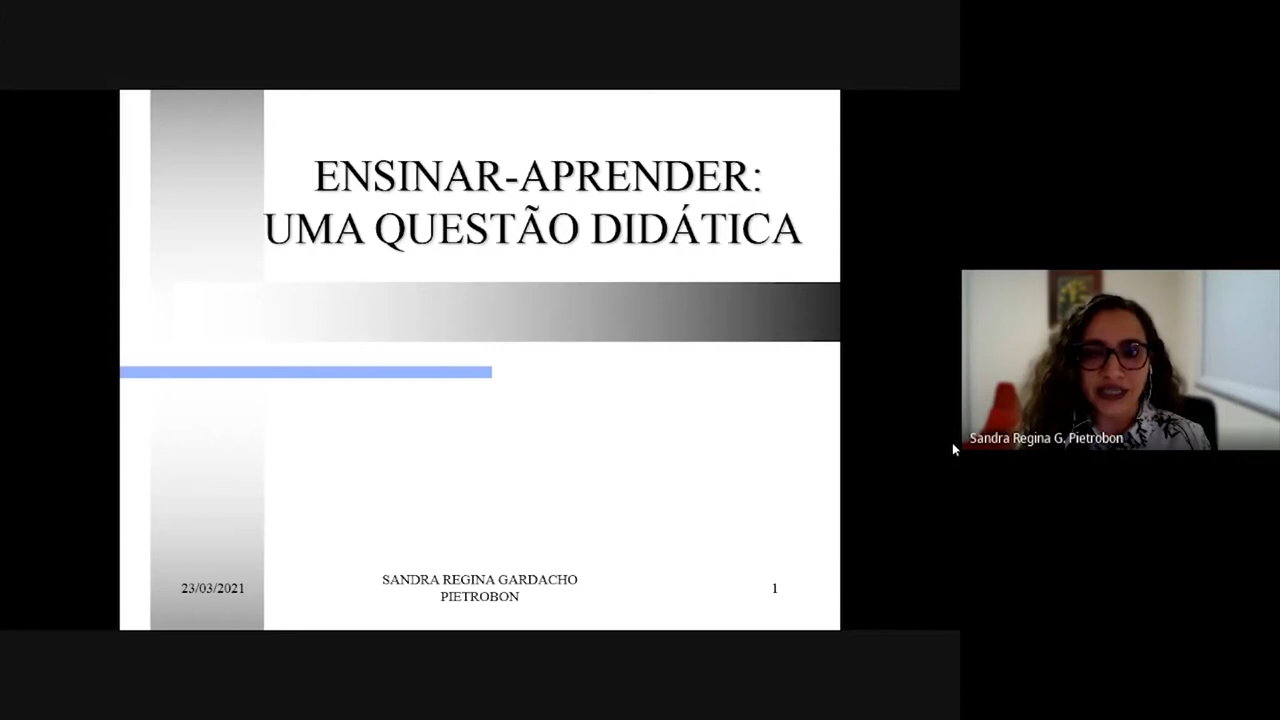 ENSINAR-APRENDER:
UMA QUESTÃO DIDÁTICA
23/03/2021
SANDRA REGINA GARDACHO
PIETROBON
1
Sandra Regina G. Pietrobon